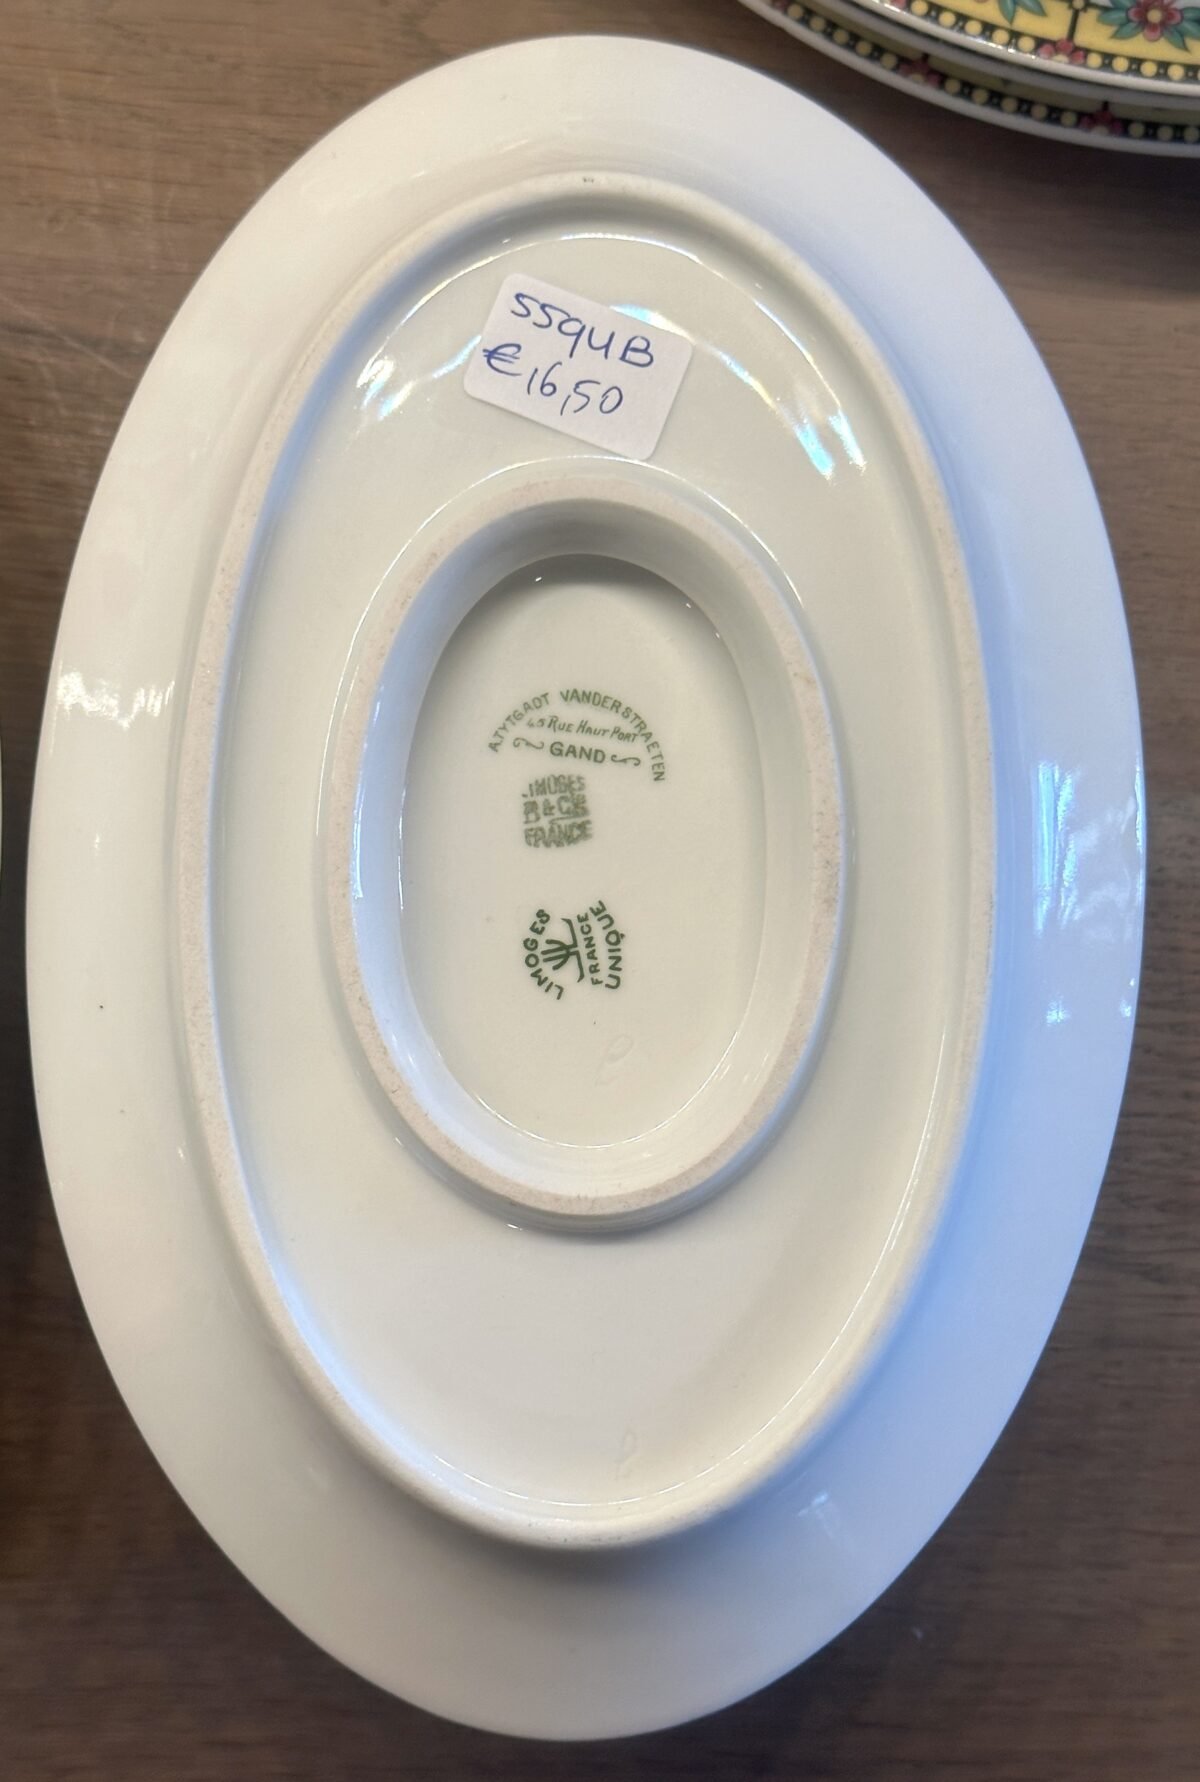 5594B
€16,50
A.TYTGADT VANDERSTRAETEN
45 RUE HAUT PORT
GAND
LIMOGES
B & Cie
FRANCE
LIMOGES
FRANCE
UNIQUE